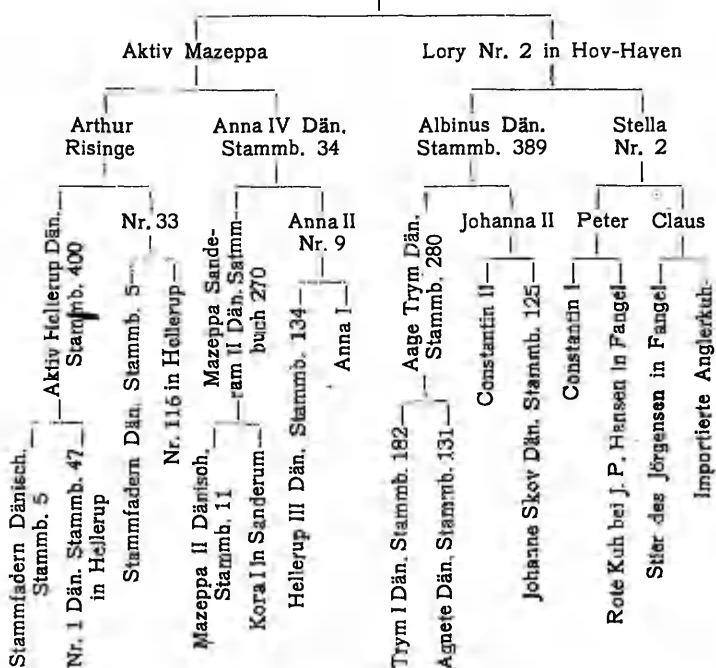 Aktiv Mazeppa
Lory Nr. 2 in Hov-Haven
Arthur
Risinge
Anna IV Dän.
Stammb. 34
Albinus Dän.
Stammb. 389
Stella
Nr. 2
Aktiv Hellerup Dän.
Stammb. 400
Nr. 33
Mazeppa Sande-
ram II Dän. Satmm-
buch 270
Anna II
Nr. 9
Aage Trym Dän.
Stammb. 280
Johanna II
Peter
Claus
Stammfadern Dänisch.
Stammb. 5
Nr. 1 Dän. Stammb. 47
in Hellerup
Stammfadern Dän. Stammb. 5
Nr. 116 in Hellerup
Mazeppa II Dänisch.
Stammb. 11
Kora I in Sanderum
Hellerup III Dän. Stammb. 134
Anna I
Trym I Dän. Stammb. 182
Agnete Dän. Stammb. 131
Constantin II
Johanne Skov Dän. Stammb. 125
Constantin I
Rote Kuh bei J. P. Hansen in Fangel
Stier des Jörgensen in Fangel
Importierte Anglerkuh